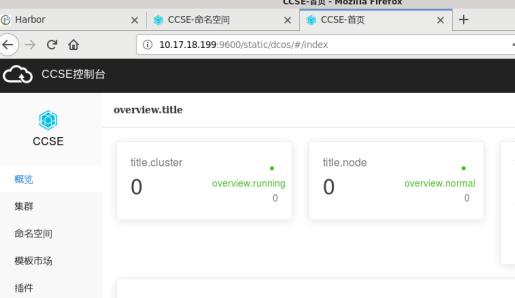 CCSE-首页 - Mozilla Firefox
Harbor
CCSE-命名空间
CCSE-首页
10.17.18.199:9600/static/dcos/#/index
CCSE控制台
CCSE
概览
集群
命名空间
模板市场
插件
overview.title
title.cluster
0
overview.running
0
title.node
0
overview.normal
0